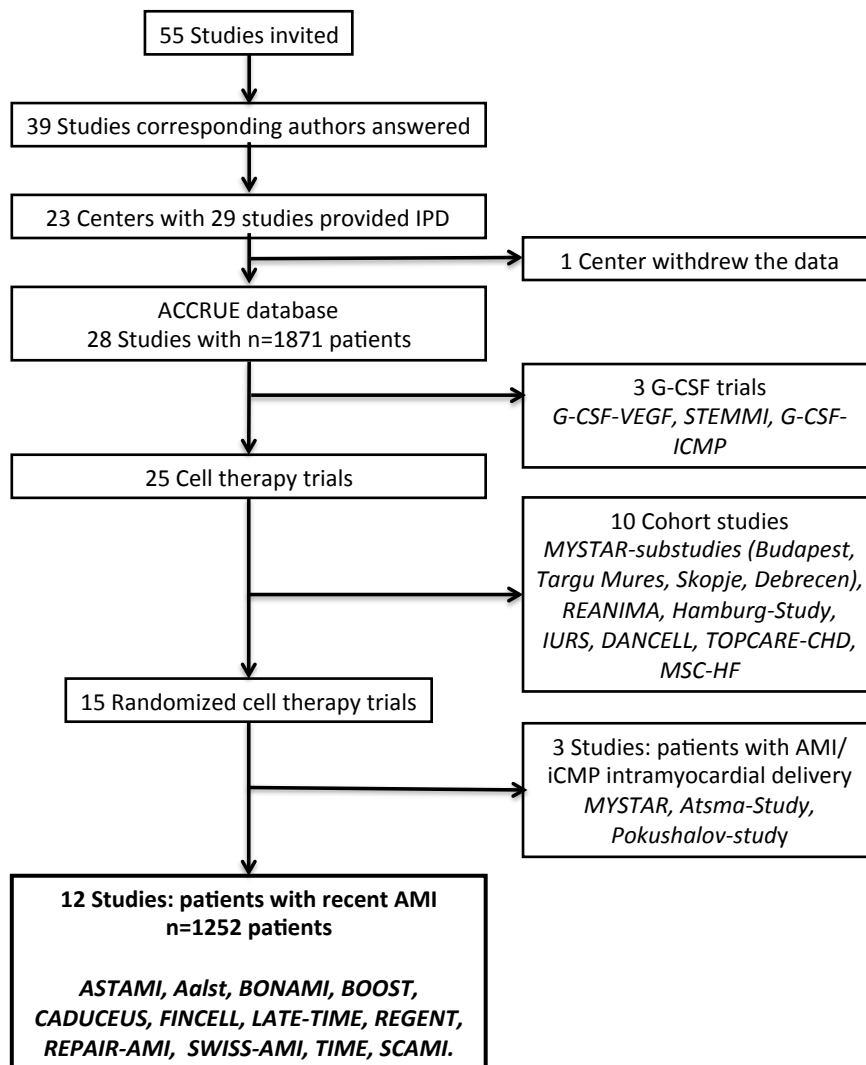 55 Studies invited
39 Studies corresponding authors answered
23 Centers with 29 studies provided IPD
1 Center withdrew the data
ACCRUE database
28 Studies with n=1871 patients
3 G-CSF trials
G-CSF-VEGF, STEMMI, G-CSF-
ICMP
25 Cell therapy trials
10 Cohort studies
MYSTAR-substudies (Budapest,
Targu Mures, Skopje, Debrecen),
REANIMA, Hamburg-Study,
IURS, DANCELL, TOPCARE-CHD,
MSC-HF
15 Randomized cell therapy trials
3 Studies: patients with AMI/
iCMP intramyocardial delivery
MYSTAR, Atsma-Study,
Pokushalov-study
12 Studies: patients with recent AMI
n=1252 patients
ASTAMI, Aalst, BONAMI, BOOST,
CADUCEUS, FINCELL, LATE-TIME, REGENT,
REPAIR-AMI, SWISS-AMI, TIME, SCAMI.